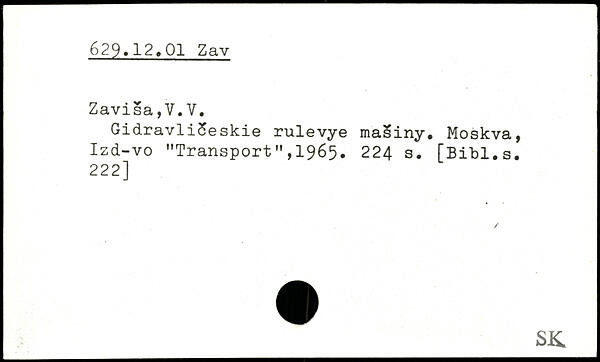 629.12.01 Zav
Zaviša,V.V.
Gidravličeskie rulevye mašiny. Moskva,
Izd-vo "Transport",1965. 224 s. [Bibl.s.
222]
SK